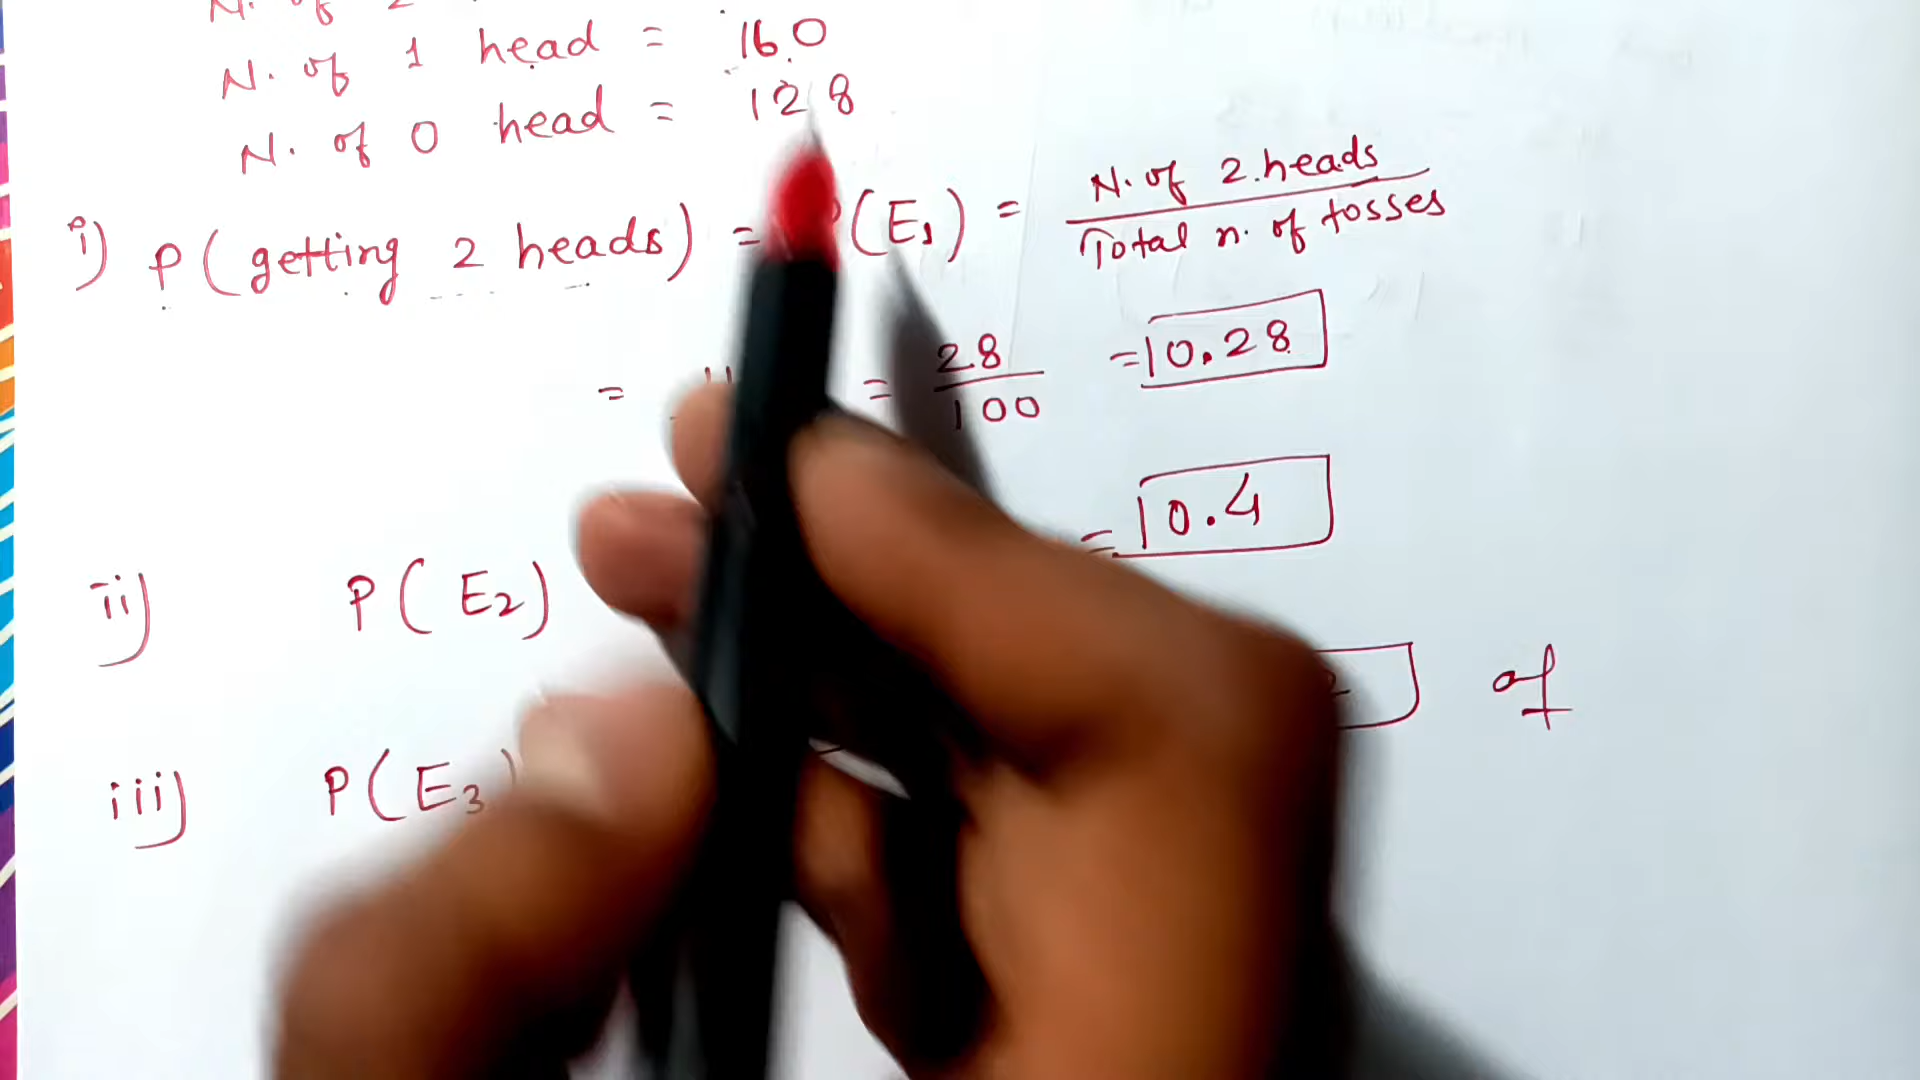 N. of 2
N. of 1 head = 160
N. of 0 head = 128
i) P(getting 2 heads) = P(E1) = N. of 2 heads
Total n. of tosses
= = 28 = 0.28
100
= 0.4
ii) P(E2)
iii) P(E3)